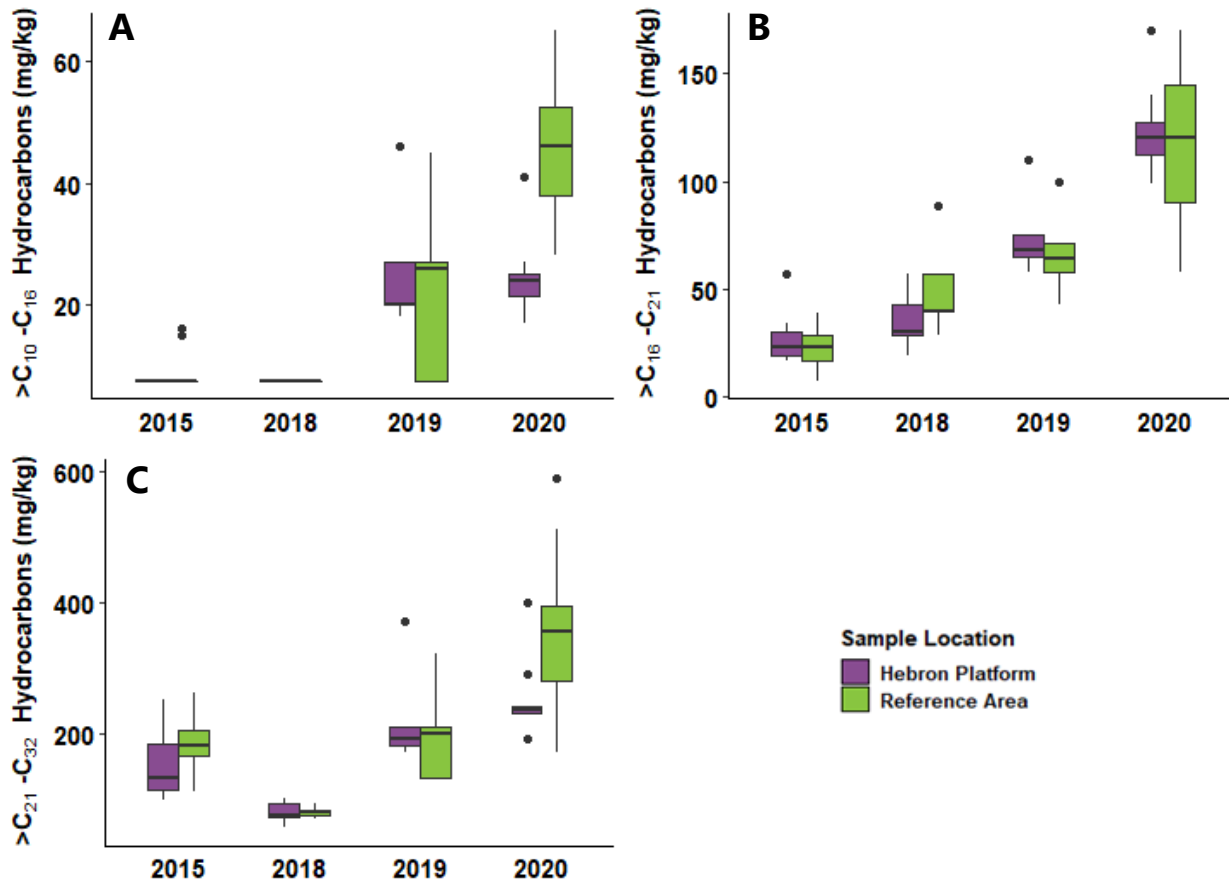 A
>C₁₀ -C₁₆ Hydrocarbons (mg/kg)
60
40
20
2015 2018 2019 2020
B
>C₁₆ -C₂₁ Hydrocarbons (mg/kg)
150
100
50
0
2015 2018 2019 2020
C
>C₂₁ -C₃₂ Hydrocarbons (mg/kg)
600
400
200
2015 2018 2019 2020
Sample Location
Hebron Platform
Reference Area